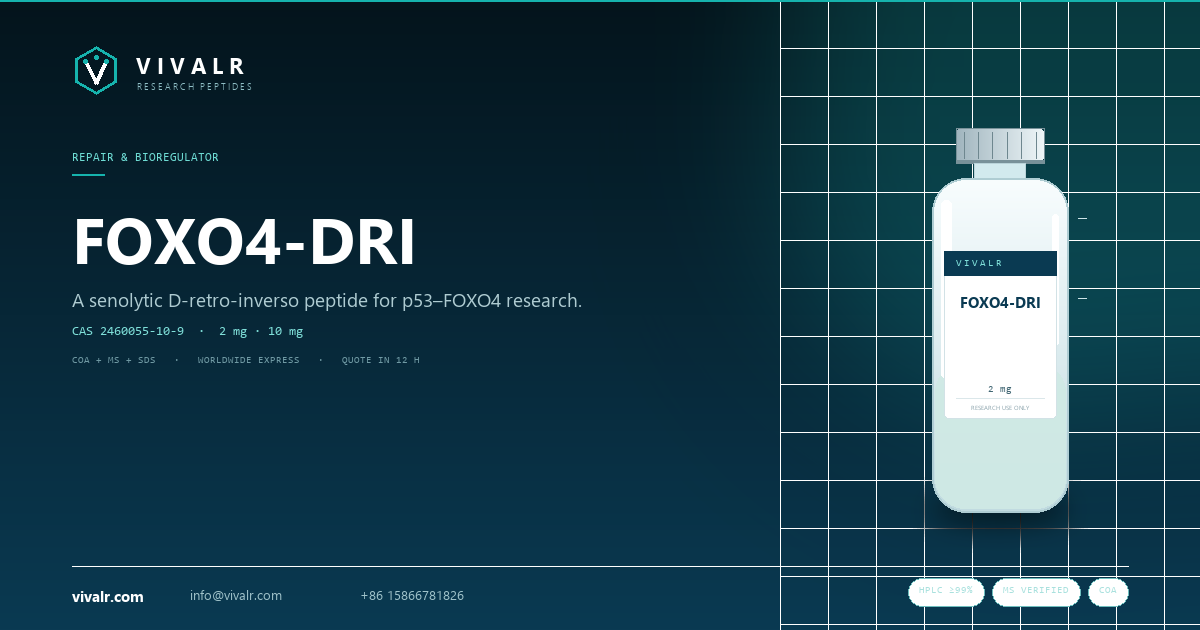 VIVALR
RESEARCH PEPTIDES
REPAIR & BIOREGULATOR
FOXO4-DRI
A senolytic D-retro-inverso peptide for p53–FOXO4 research.
CAS 2460055-10-9 · 2 mg · 10 mg
COA + MS + SDS · WORLDWIDE EXPRESS · QUOTE IN 12 H
VIVALR
FOXO4-DRI
2 mg
RESEARCH USE ONLY
vivalr.com info@vivalr.com +86 15866781826
HPLC ≥99% MS VERIFIED COA